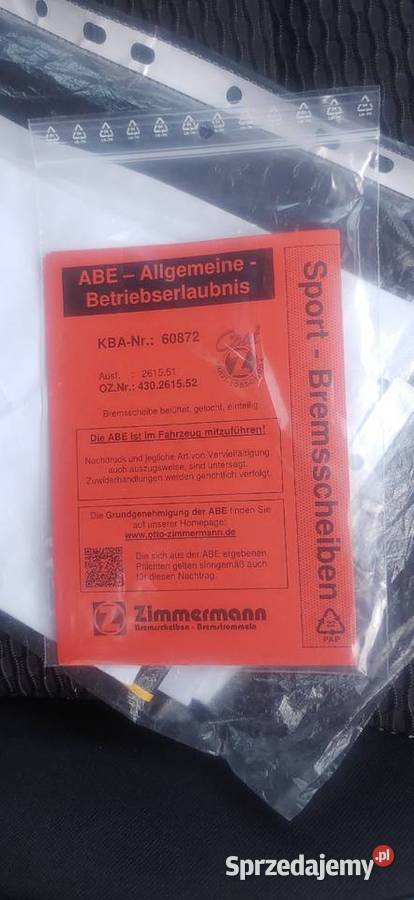 ABE – Allgemeine -
Betriebserlaubnis
KBA-Nr.: 60872
Ausf. : 2615.51
OZ.Nr.: 430.2615.52
Bremsscheibe belüftet, gelocht, einteilig
Die ABE ist im Fahrzeug mitzuführen!
Nachdruck und jegliche Art von Vervielfältigung
auch auszugsweise, sind untersagt.
Zuwiderhandlungen werden gerichtlich verfolgt.
Die Grundgenehmigung der ABE finden Sie
auf unserer Homepage:
www.otto-zimmermann.de
Die sich aus der ABE ergebenen
Pflichten gelten sinngemäß auch
für diesen Nachtrag.
Z Zimmermann
Bremsscheiben - Bremstrommeln
Sport - Bremsscheiben
22
PAP
Sprzedajemy.pl